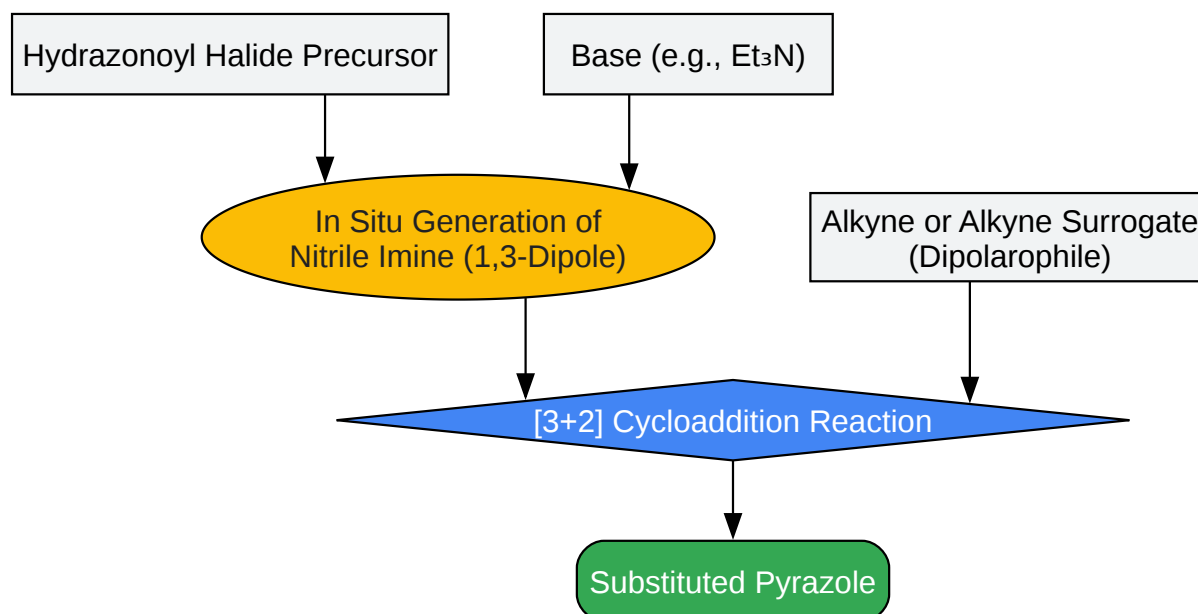 Hydrazonoyl Halide Precursor
Base (e.g., Et₃N)
In Situ Generation of
Nitrile Imine (1,3-Dipole)
Alkyne or Alkyne Surrogate
(Dipolarophile)
[3+2] Cycloaddition Reaction
Substituted Pyrazole